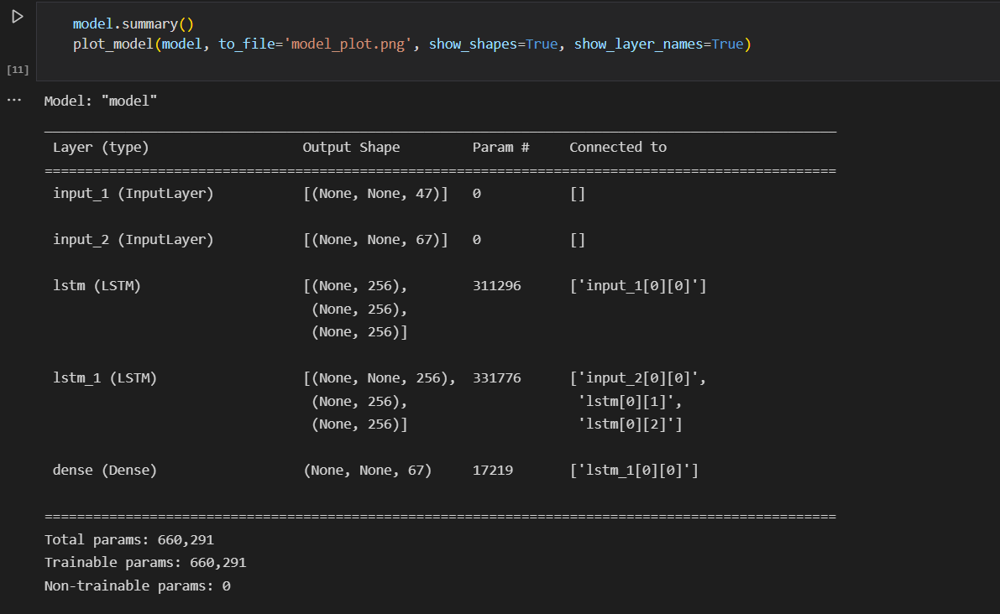 model.summary()
plot_model(model, to_file='model_plot.png', show_shapes=True, show_layer_names=True)
[11]
... Model: "model"
__________________________________________________________________________________________________
Layer (type) Output Shape Param # Connected to
==================================================================================================
input_1 (InputLayer) [(None, None, 47)] 0 []
input_2 (InputLayer) [(None, None, 67)] 0 []
lstm (LSTM) [(None, 256), 311296 ['input_1[0][0]']
(None, 256),
(None, 256)]
lstm_1 (LSTM) [(None, None, 256), 331776 ['input_2[0][0]',
(None, 256), 'lstm[0][1]',
(None, 256)] 'lstm[0][2]']
dense (Dense) (None, None, 67) 17219 ['lstm_1[0][0]']
==================================================================================================
Total params: 660,291
Trainable params: 660,291
Non-trainable params: 0